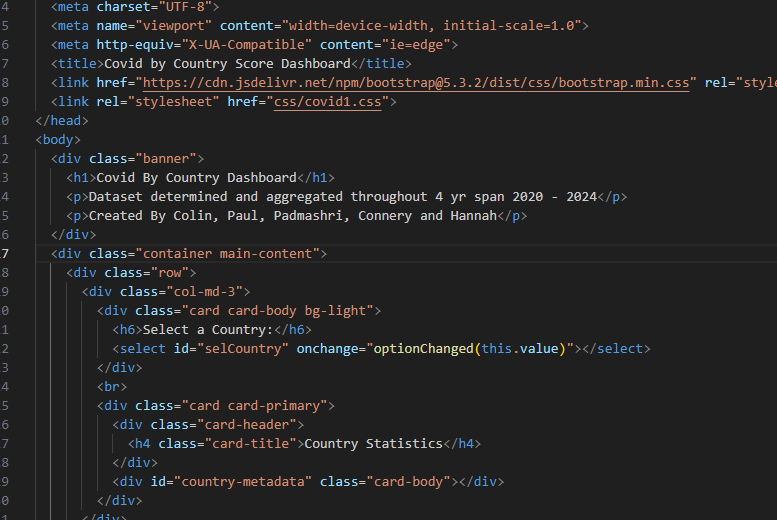 4 <meta charset="UTF-8">
5 <meta name="viewport" content="width=device-width, initial-scale=1.0">
6 <meta http-equiv="X-UA-Compatible" content="ie=edge">
7 <title>Covid by Country Score Dashboard</title>
8 <link href="https://cdn.jsdelivr.net/npm/bootstrap@5.3.2/dist/css/bootstrap.min.css" rel="style
9 <link rel="stylesheet" href="css/covid1.css">
0 </head>
1 <body>
2 <div class="banner">
3 <h1>Covid By Country Dashboard</h1>
4 <p>Dataset determined and aggregated throughout 4 yr span 2020 - 2024</p>
5 <p>Created By Colin, Paul, Padmashri, Connery and Hannah</p>
6 </div>
7 <div class="container main-content">
8 <div class="row">
9 <div class="col-md-3">
0 <div class="card card-body bg-light">
1 <h6>Select a Country:</h6>
2 <select id="selCountry" onchange="optionChanged(this.value)"></select>
3 </div>
4 <br>
5 <div class="card card-primary">
6 <div class="card-header">
7 <h4 class="card-title">Country Statistics</h4>
8 </div>
9 <div id="country-metadata" class="card-body"></div>
0 </div>
1 </div>